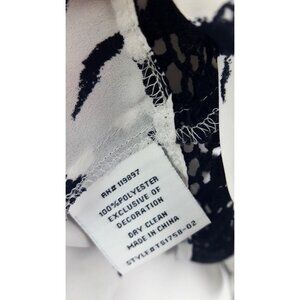 RN# 119897
100%POLYESTER
EXCLUSIVE OF
DECORATION
DRY CLEAN
MADE IN CHINA
STYLE#TS1758-02